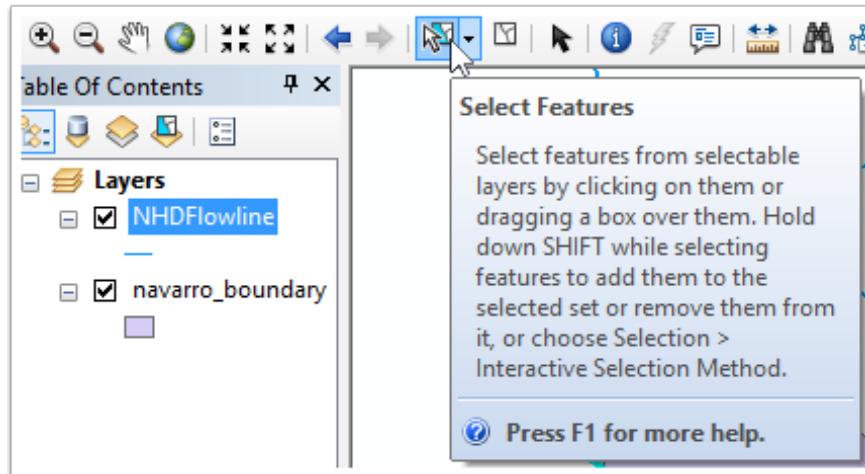 Table Of Contents
Layers
NHDFlowline
navarro_boundary
Select Features
Select features from selectable
layers by clicking on them or
dragging a box over them. Hold
down SHIFT while selecting
features to add them to the
selected set or remove them from
it, or choose Selection >
Interactive Selection Method.
Press F1 for more help.